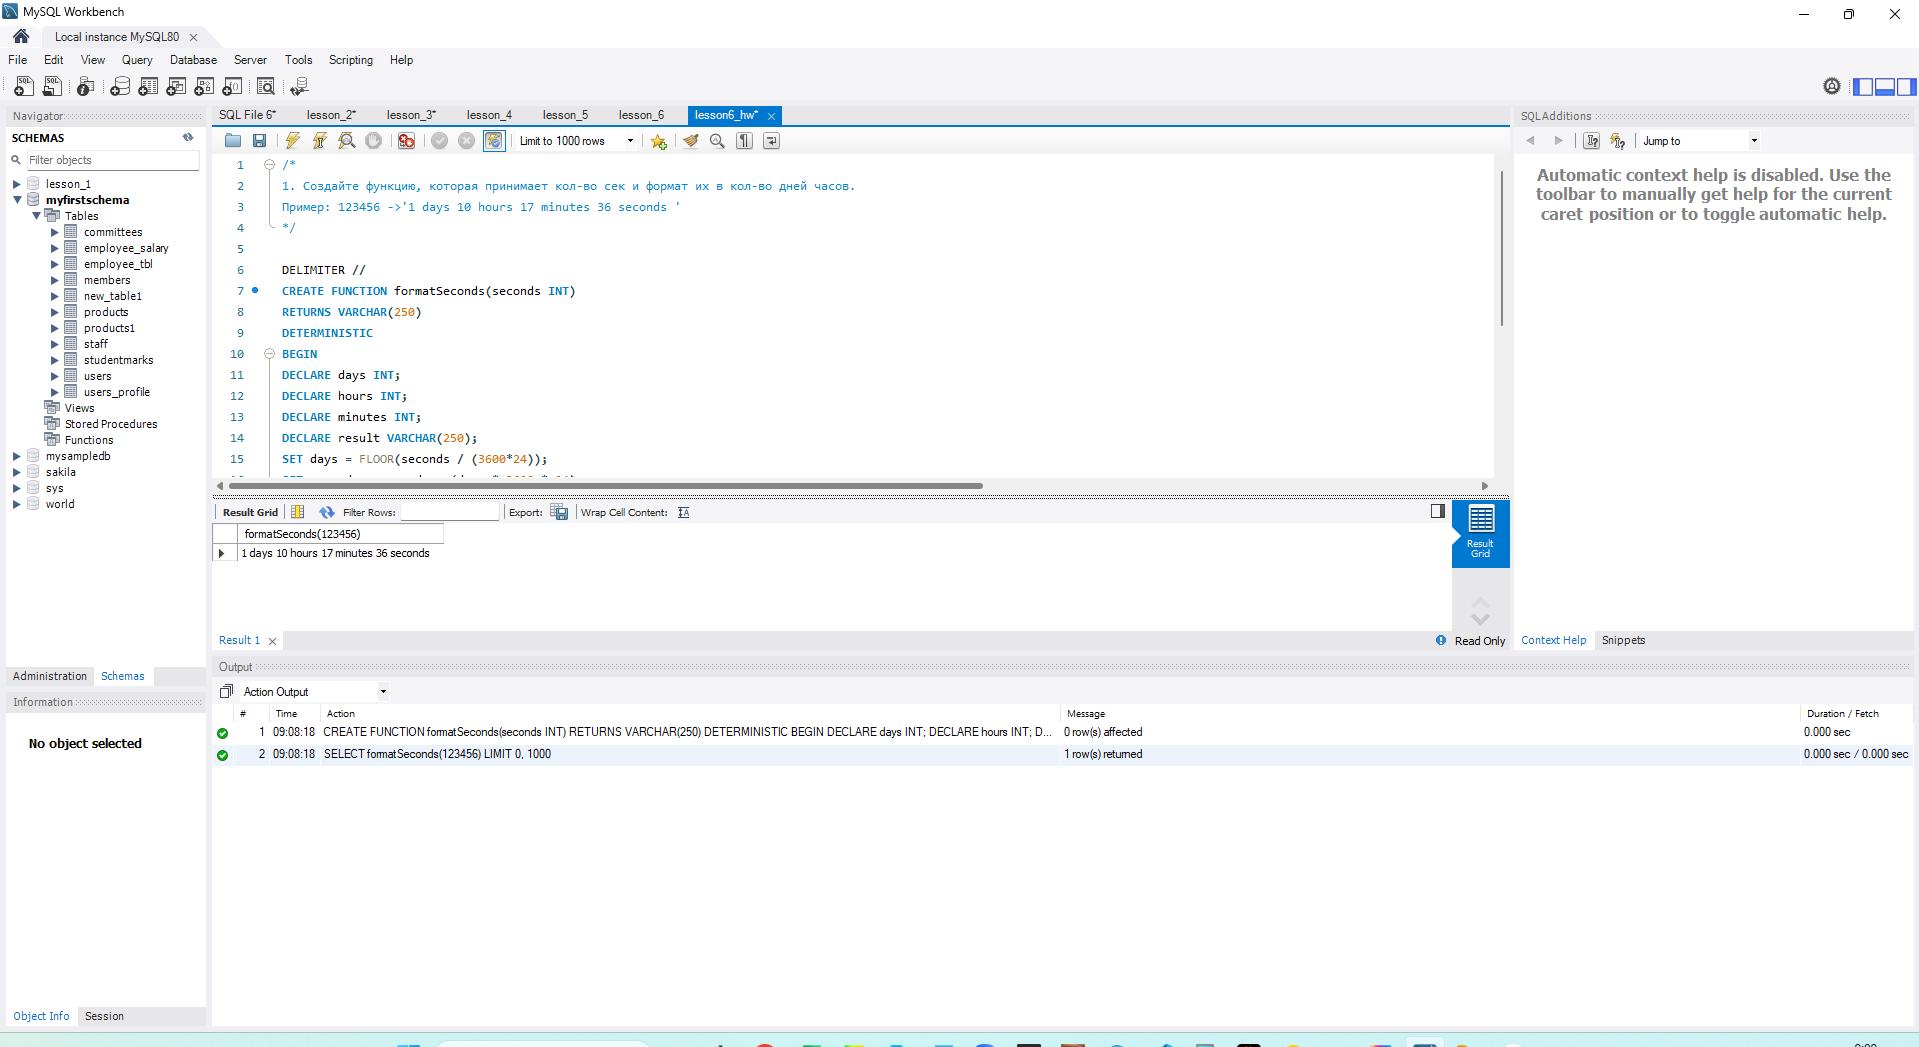 MySQL Workbench
Local instance MySQL80
File Edit View Query Database Server Tools Scripting Help
Navigator
SCHEMAS
Filter objects
lesson_1
myfirstschema
Tables
committees
employee_salary
employee_tbl
members
new_table1
products
products1
staff
studentmarks
users
users_profile
Views
Stored Procedures
Functions
mysampledb
sakila
sys
world
Administration Schemas
Information
No object selected
Object Info Session
SQL File 6* lesson_2* lesson_3* lesson_4 lesson_5 lesson_6 lesson6_hw*
Limit to 1000 rows
1 /*
2 1. Создайте функцию, которая принимает кол-во сек и формат их в кол-во дней часов.
3 Пример: 123456 ->'1 days 10 hours 17 minutes 36 seconds '
4 */
5
6 DELIMITER //
7 CREATE FUNCTION formatSeconds(seconds INT)
8 RETURNS VARCHAR(250)
9 DETERMINISTIC
10 BEGIN
11 DECLARE days INT;
12 DECLARE hours INT;
13 DECLARE minutes INT;
14 DECLARE result VARCHAR(250);
15 SET days = FLOOR(seconds / (3600*24));
Result Grid Filter Rows: Export: Wrap Cell Content:
formatSeconds(123456)
1 days 10 hours 17 minutes 36 seconds
Result Grid
Result 1
Read Only
SQLAdditions
Jump to
Automatic context help is disabled. Use the
toolbar to manually get help for the current
caret position or to toggle automatic help.
Context Help Snippets
Output
Action Output
# Time Action Message Duration / Fetch
1 09:08:18 CREATE FUNCTION formatSeconds(seconds INT) RETURNS VARCHAR(250) DETERMINISTIC BEGIN DECLARE days INT; DECLARE hours INT; D... 0 row(s) affected 0.000 sec
2 09:08:18 SELECT formatSeconds(123456) LIMIT 0, 1000 1 row(s) returned 0.000 sec / 0.000 sec